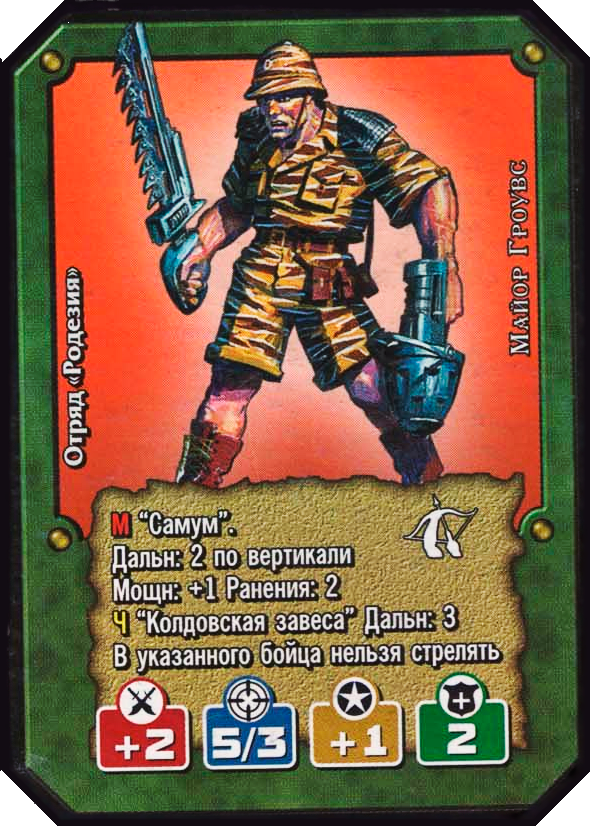 Отряд «Родезия»
Майор Гроувс
М “Самум”.
Дальн: 2 по вертикали
Мощн: +1 Ранения: 2
Ч “Колдовская завеса” Дальн: 3
В указанного бойца нельзя стрелять
+2 5/3 +1 2